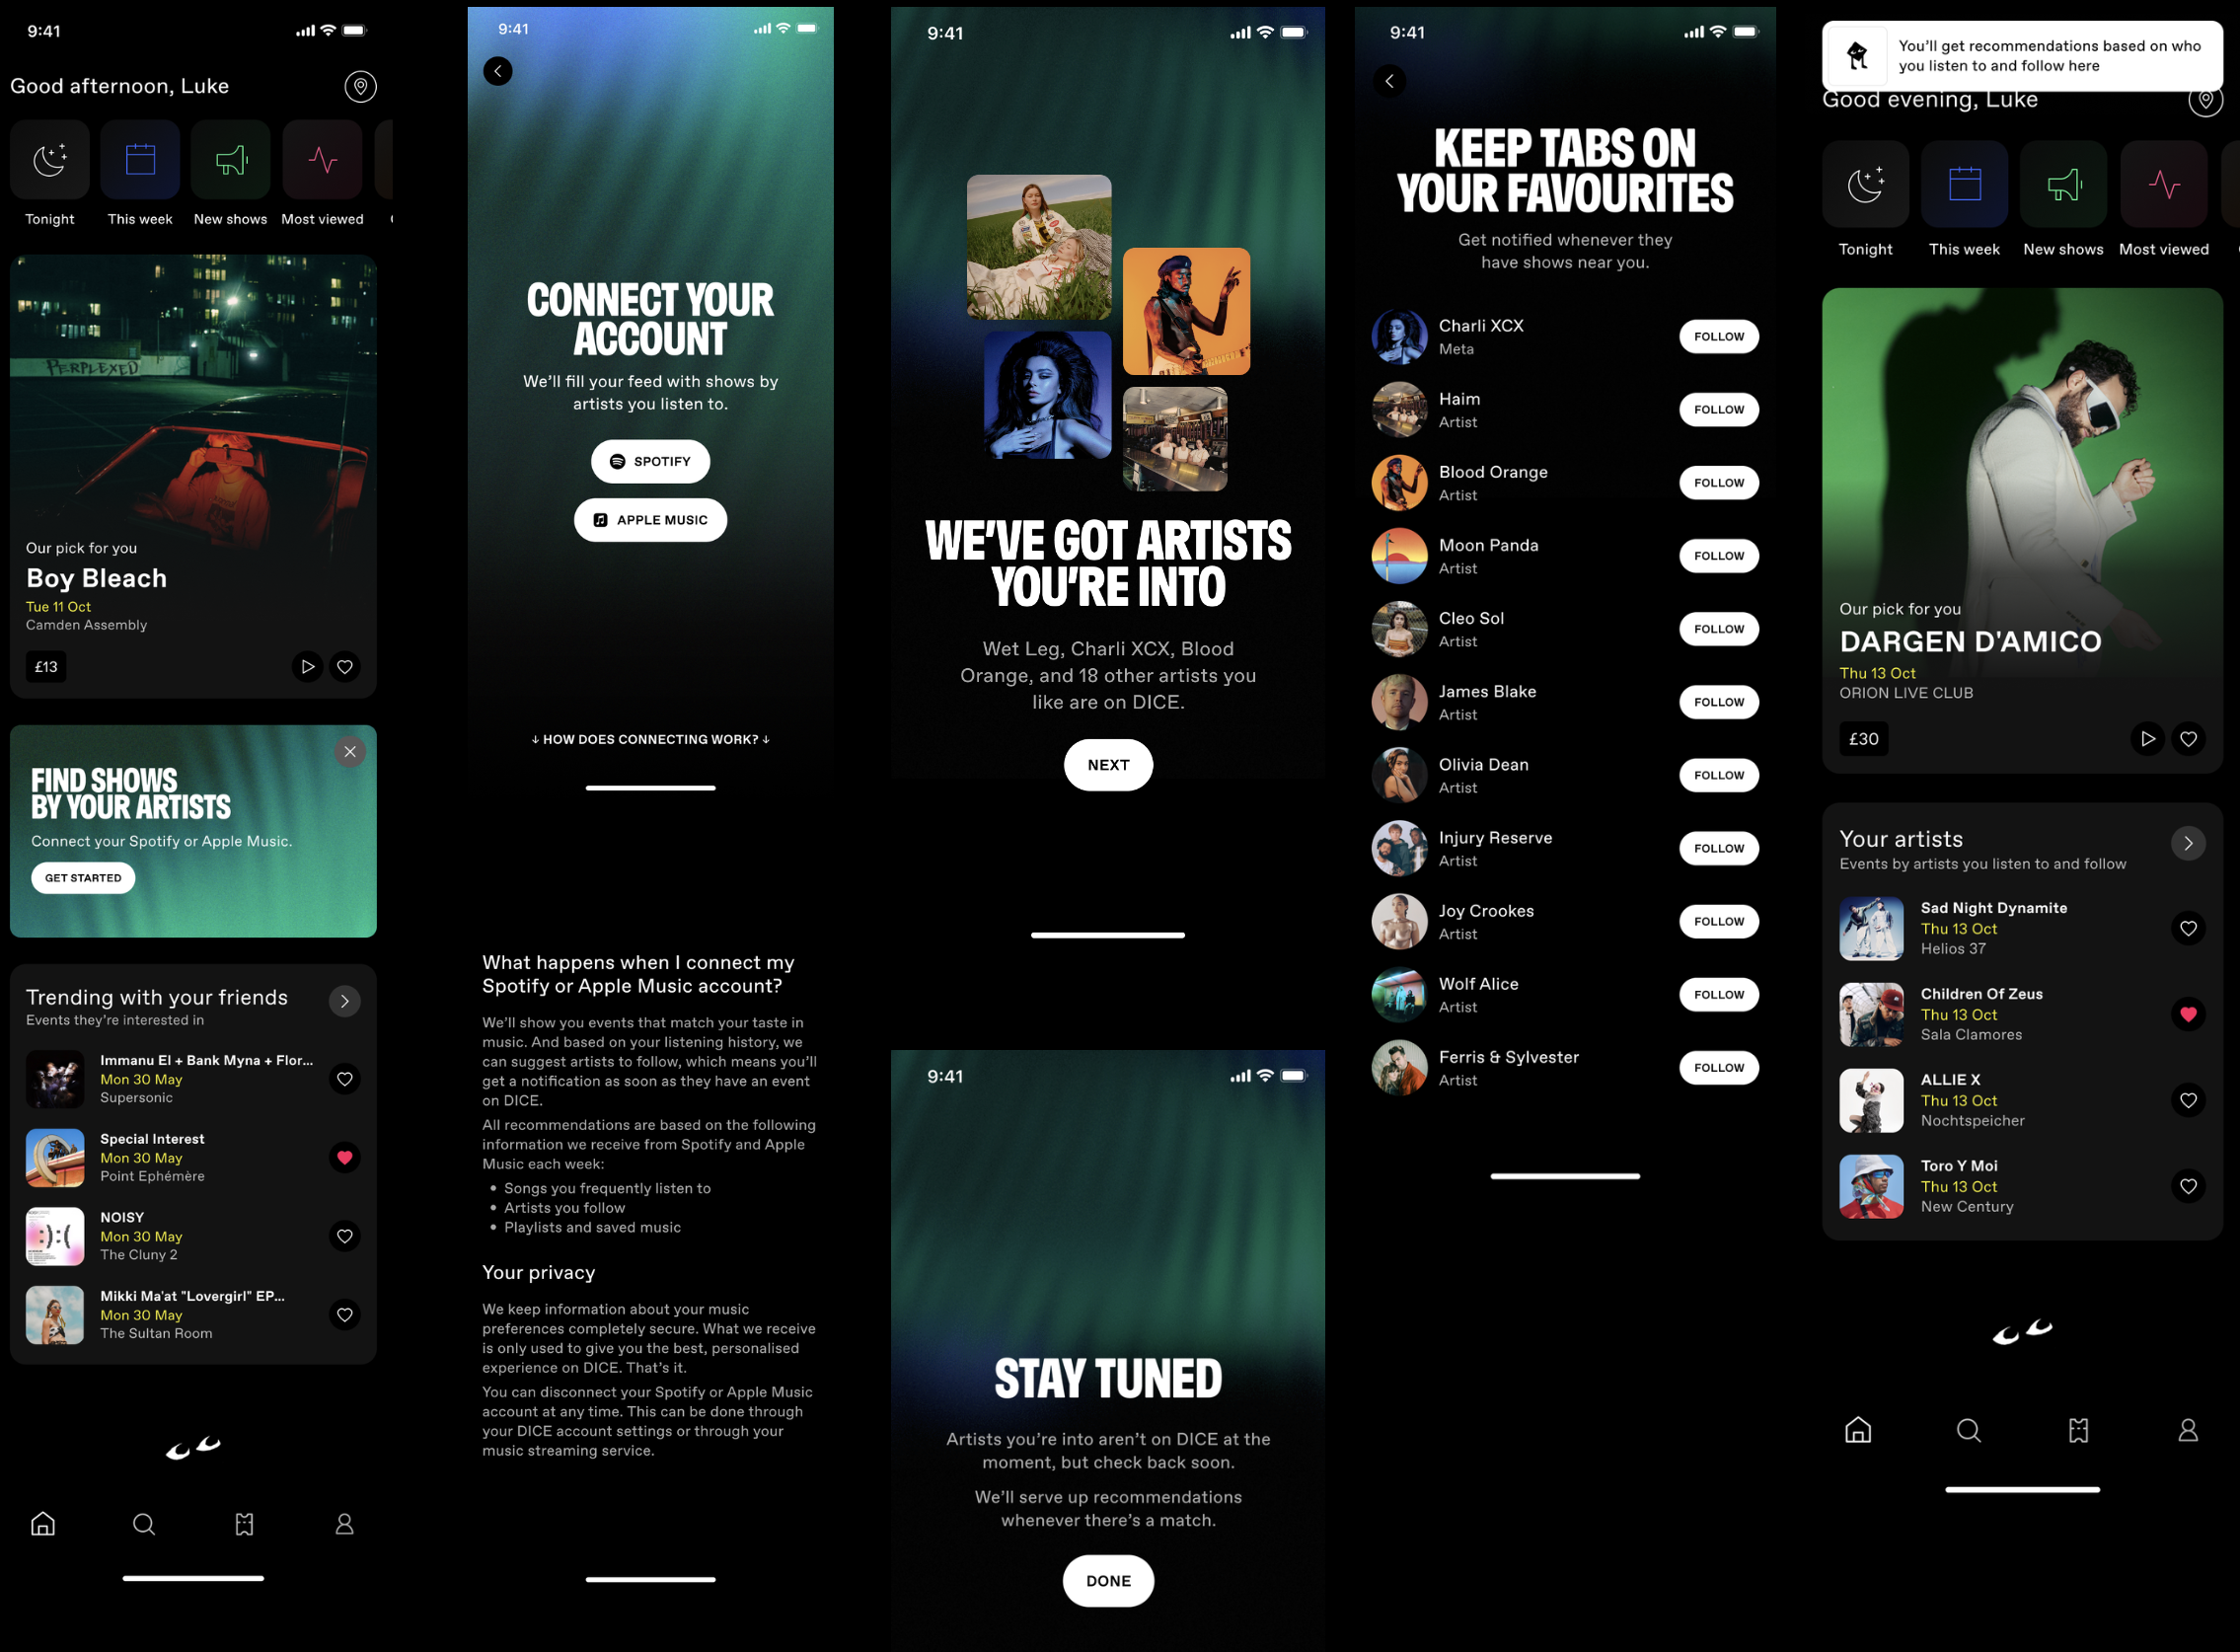 9:41
Good afternoon, Luke
Tonight
This week
New shows
Most viewed
PERPLEXED
Our pick for you
Boy Bleach
Tue 11 Oct
Camden Assembly
£13
FIND SHOWS
BY YOUR ARTISTS
Connect your Spotify or Apple Music.
GET STARTED
Trending with your friends
Events they're interested in
Immanu El + Bank Myna + Flor...
Mon 30 May
Supersonic
Special Interest
Mon 30 May
Point Ephémère
NOISY
Mon 30 May
The Cluny 2
Mikki Ma'at "Lovergirl" EP...
Mon 30 May
The Sultan Room
9:41
CONNECT YOUR
ACCOUNT
We'll fill your feed with shows by
artists you listen to.
SPOTIFY
APPLE MUSIC
↓ HOW DOES CONNECTING WORK? ↓
What happens when I connect my
Spotify or Apple Music account?
We'll show you events that match your taste in
music. And based on your listening history, we
can suggest artists to follow, which means you'll
get a notification as soon as they have an event
on DICE.
All recommendations are based on the following
information we receive from Spotify and Apple
Music each week:
• Songs you frequently listen to
• Artists you follow
• Playlists and saved music
Your privacy
We keep information about your music
preferences completely secure. What we receive
is only used to give you the best, personalised
experience on DICE. That's it.
You can disconnect your Spotify or Apple Music
account at any time. This can be done through
your DICE account settings or through your
music streaming service.
9:41
WE'VE GOT ARTISTS
YOU'RE INTO
Wet Leg, Charli XCX, Blood
Orange, and 18 other artists you
like are on DICE.
NEXT
9:41
STAY TUNED
Artists you're into aren't on DICE at the
moment, but check back soon.
We'll serve up recommendations
whenever there's a match.
DONE
9:41
KEEP TABS ON
YOUR FAVOURITES
Get notified whenever they
have shows near you.
Charli XCX
Meta
FOLLOW
Haim
Artist
FOLLOW
Blood Orange
Artist
FOLLOW
Moon Panda
Artist
FOLLOW
Cleo Sol
Artist
FOLLOW
James Blake
Artist
FOLLOW
Olivia Dean
Artist
FOLLOW
Injury Reserve
Artist
FOLLOW
Joy Crookes
Artist
FOLLOW
Wolf Alice
Artist
FOLLOW
Ferris & Sylvester
Artist
FOLLOW
You'll get recommendations based on who
you listen to and follow here
Good evening, Luke
Tonight
This week
New shows
Most viewed
Our pick for you
DARGEN D'AMICO
Thu 13 Oct
ORION LIVE CLUB
£30
Your artists
Events by artists you listen to and follow
Sad Night Dynamite
Thu 13 Oct
Helios 37
Children Of Zeus
Thu 13 Oct
Sala Clamores
ALLIE X
Thu 13 Oct
Nochtspeicher
Toro Y Moi
Thu 13 Oct
New Century